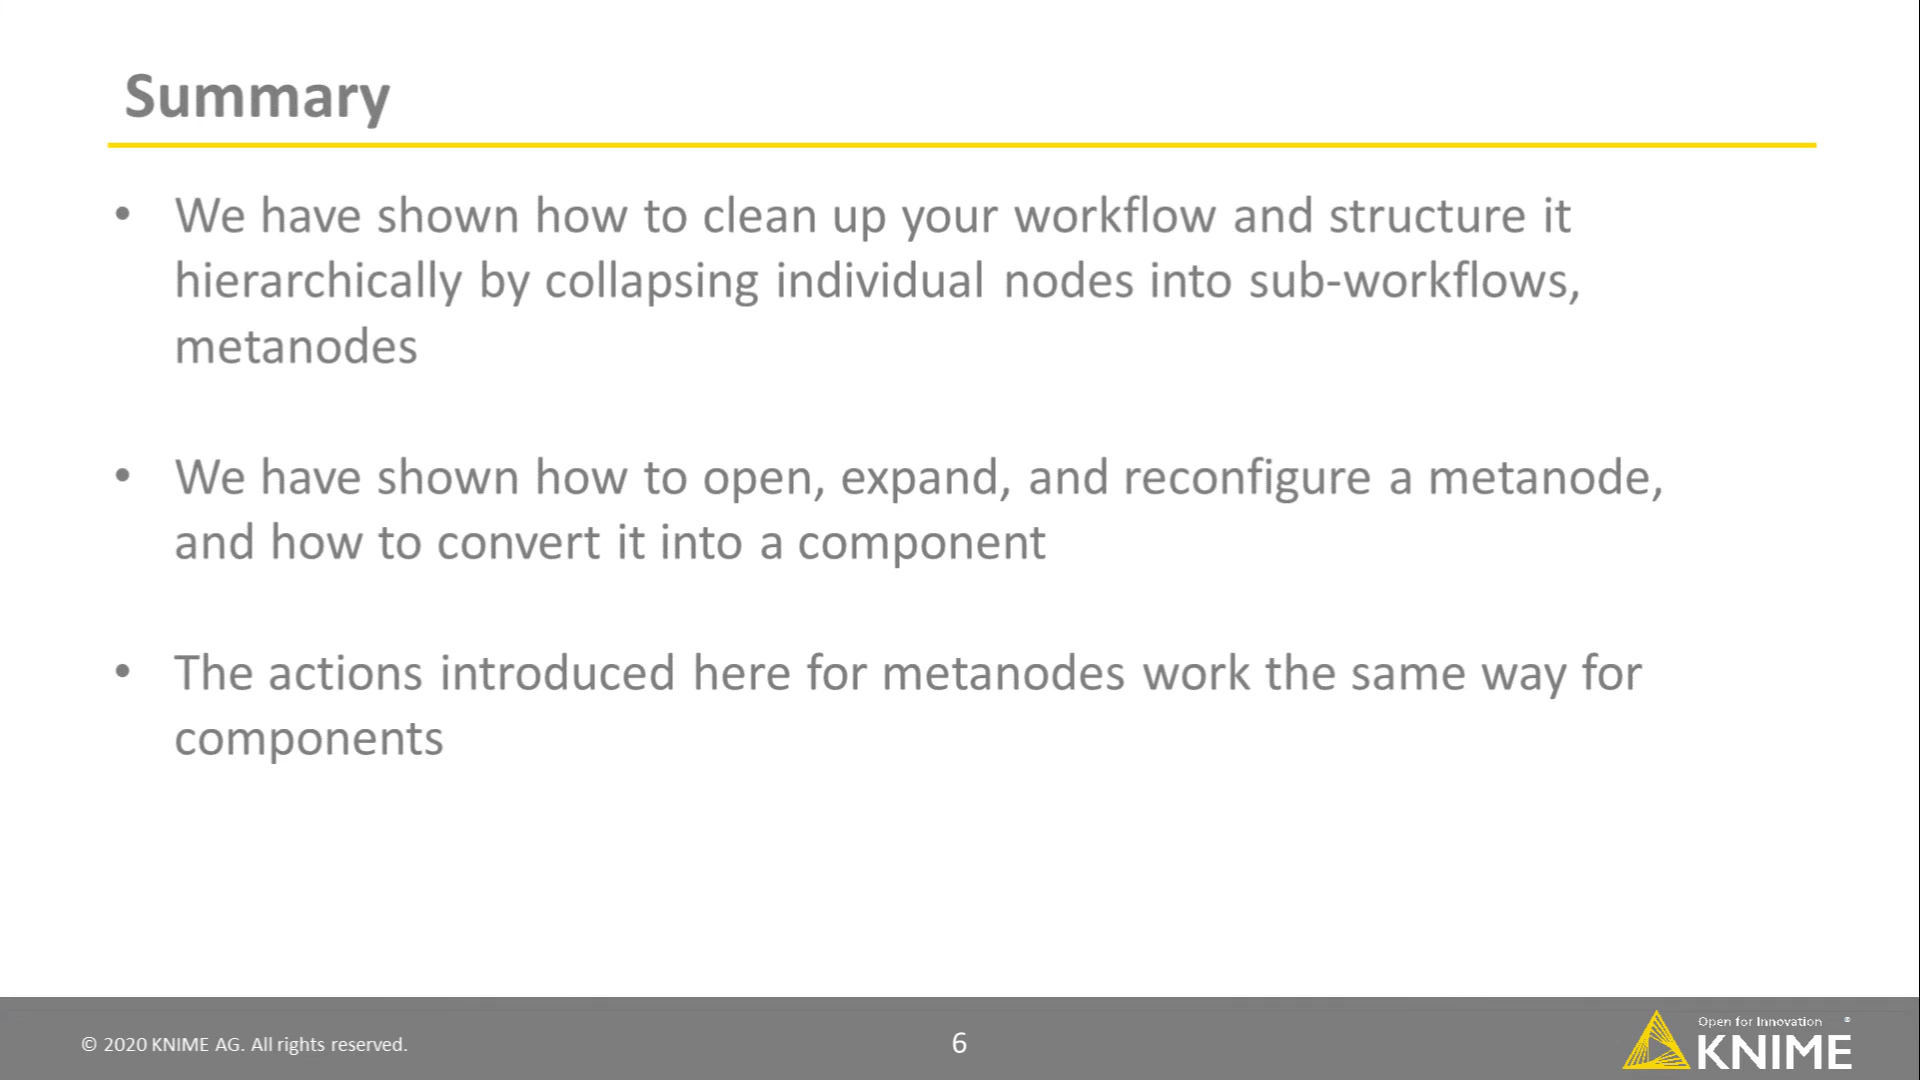 Summary
• We have shown how to clean up your workflow and structure it
hierarchically by collapsing individual nodes into sub-workflows,
metanodes
• We have shown how to open, expand, and reconfigure a metanode,
and how to convert it into a component
• The actions introduced here for metanodes work the same way for
components
© 2020 KNIME AG. All rights reserved.
6
Open for Innovation ®
KNIME